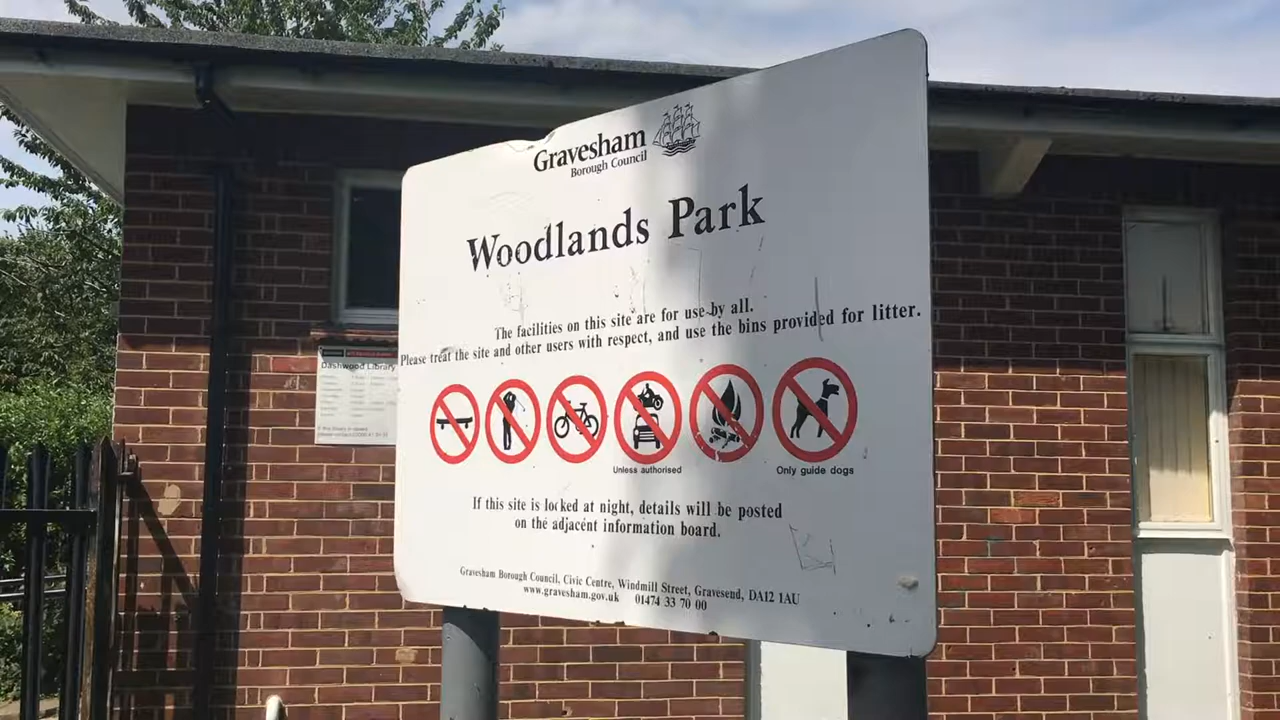 Gravesham
Borough Council
Woodlands Park
The facilities on this site are for use by all.
Please treat the site and other users with respect, and use the bins provided for litter.
Unless authorised
Only guide dogs
If this site is locked at night, details will be posted
on the adjacent information board.
Gravesham Borough Council, Civic Centre, Windmill Street, Gravesend, DA12 1AU
www.gravesham.gov.uk 01474 33 70 00
Dashwood Library